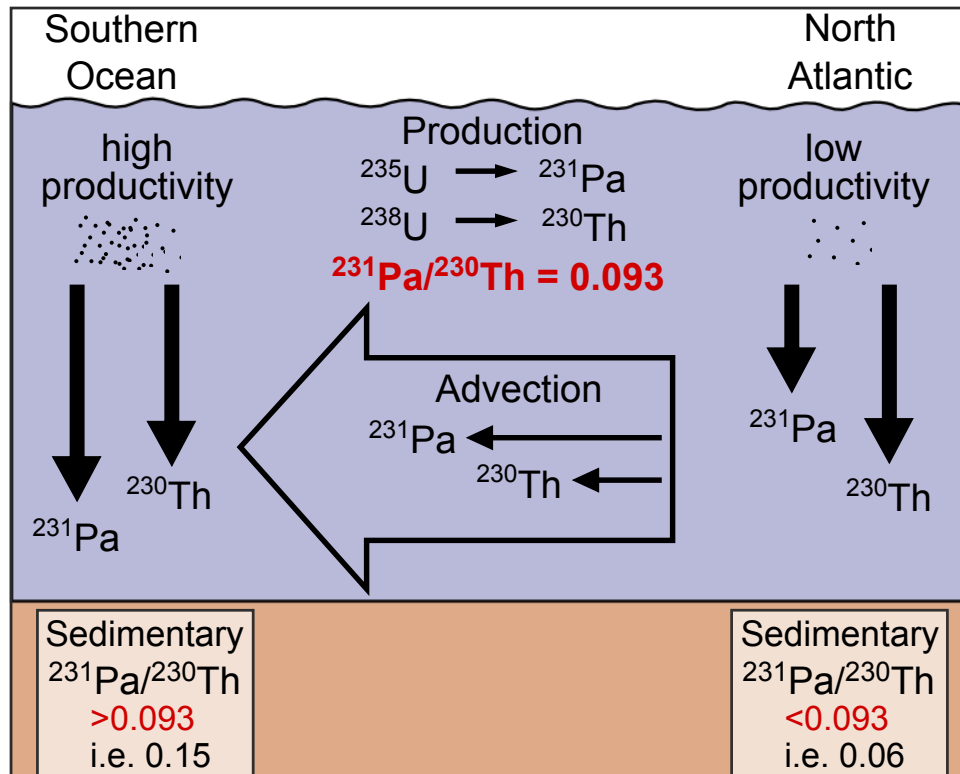 Southern
Ocean
North
Atlantic
high
productivity
Production
²³⁵U → ²³¹Pa
²³⁸U → ²³⁰Th
²³¹Pa/²³⁰Th = 0.093
low
productivity
Advection
²³¹Pa
²³⁰Th
²³¹Pa
²³⁰Th
²³⁰Th
²³¹Pa
Sedimentary
²³¹Pa/²³⁰Th
>0.093
i.e. 0.15
Sedimentary
²³¹Pa/²³⁰Th
<0.093
i.e. 0.06